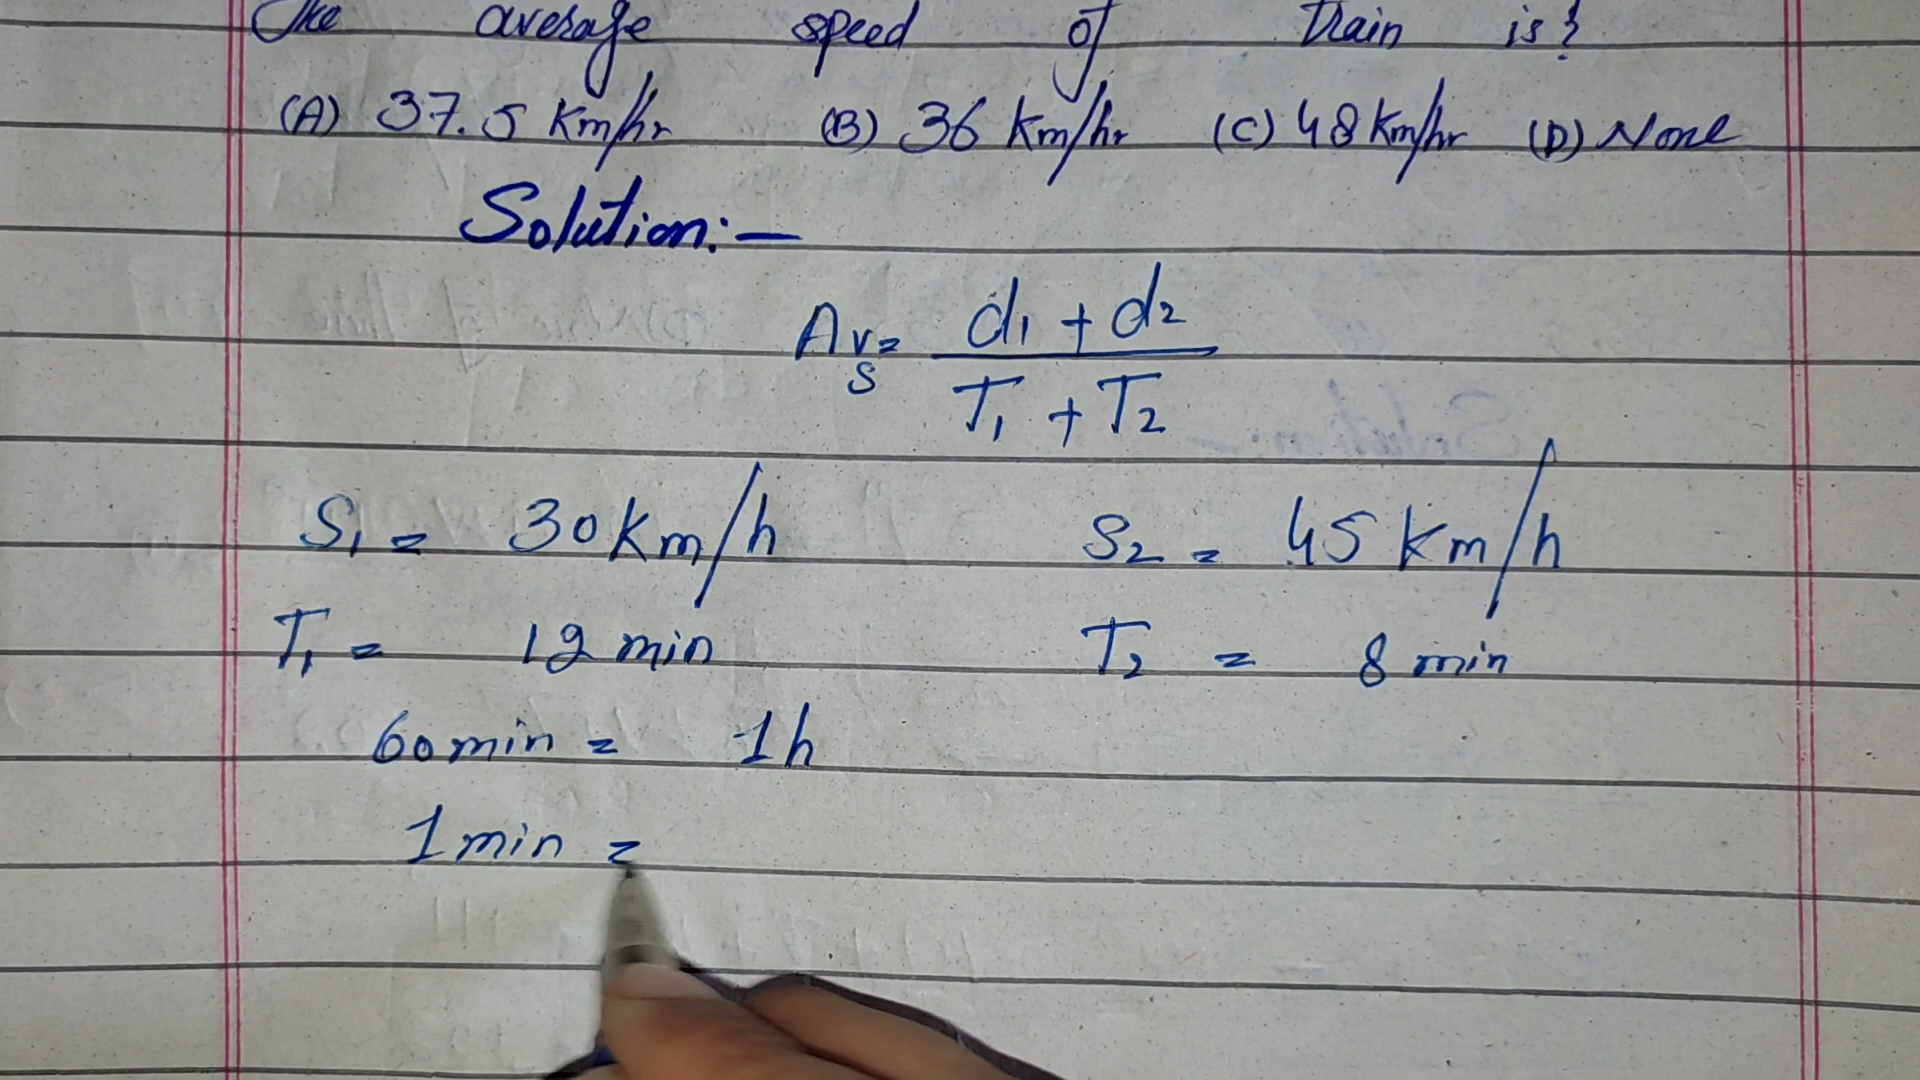 The average speed of train is?
(A) 37.5 Km/hr (B) 36 Km/hr (C) 48 Km/hr (D) None
Solution:—
Av = d1 + d2
s T1 + T2
S1 = 30 km/h S2 = 45 km/h
T1 = 12 min T2 = 8 min
60 min = 1h
1 min =